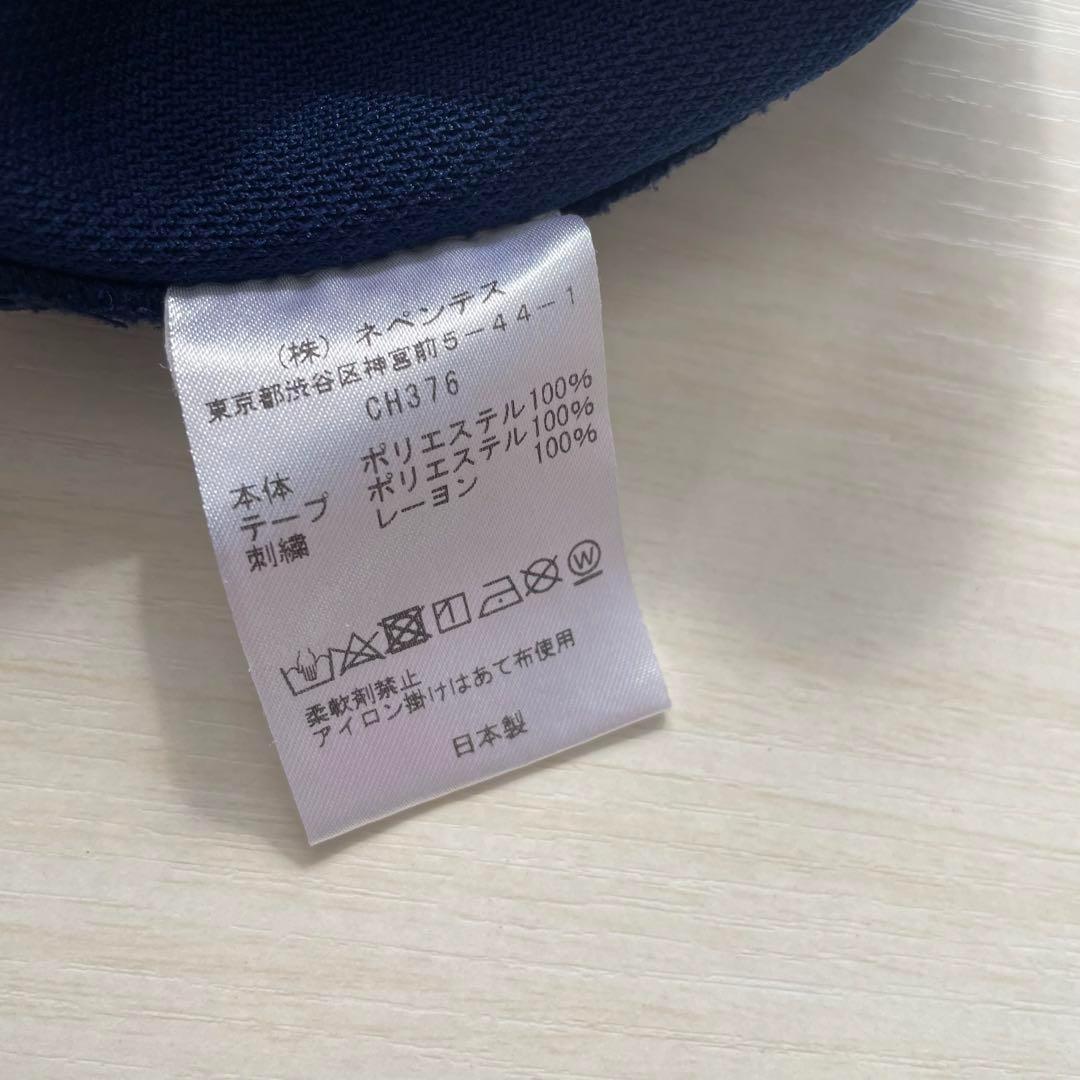 (株) ネペンテス
東京都渋谷区神宮前5-44-1
CH376
本体 ポリエステル100%
テープ ポリエステル100%
刺繍 レーヨン 100%
W
柔軟剤禁止
アイロン掛けはあて布使用
日本製